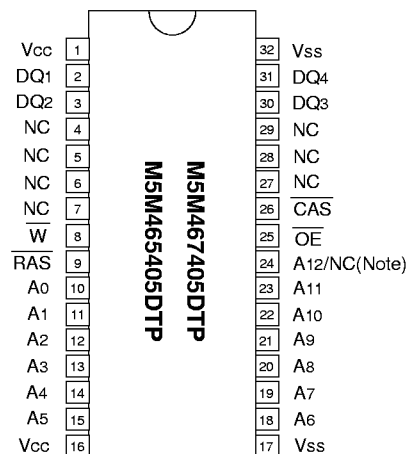 Vcc 1 32 Vss
DQ1 2 31 DQ4
DQ2 3 30 DQ3
NC 4 29 NC
NC 5 28 NC
NC 6 27 NC
NC 7 26 C̅A̅S̅
W̅ 8 25 O̅E̅
R̅A̅S̅ 9 24 A12/NC(Note)
A0 10 23 A11
A1 11 22 A10
A2 12 21 A9
A3 13 20 A8
A4 14 19 A7
A5 15 18 A6
Vcc 16 17 Vss
M5M467405DTP
M5M465405DTP